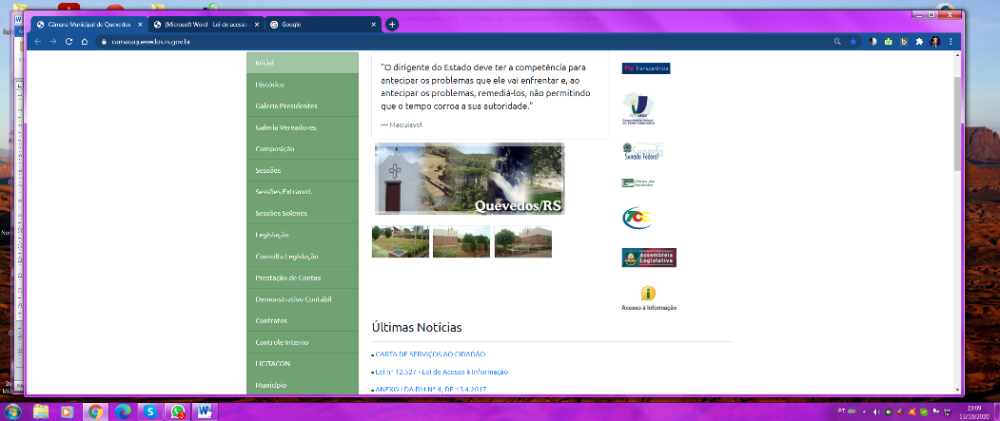 Câmara Municipal de Quevedos
(Microsoft Word - Lei de acesso
Google
camaraquevedos.rs.gov.br
Inicial
Histórico
Galeria Presidentes
Galeria Vereadores
Composição
Sessões
Sessões Extraord.
Sessões Solenes
Legislação
Consulta Legislação
Prestação de Contas
Demonstrativo Contábil
Contratos
Controle Interno
LICITACON
Município
"O dirigente do Estado deve ter a competência para
antecipar os problemas que ele vai enfrentar e, ao
antecipar os problemas, remediá-los, não permitindo
que o tempo corroa a sua autoridade."
— Maquiavel
Quevedos/RS
Últimas Notícias
CARTA DE SERVIÇOS AO CIDADÃO
Lei nº 12.527 - Lei de Acesso à Informação
ANEXO LDA RM Nº 4, DE 13.4.2017
Fly Transparência
Comunidade Virtual
do Poder Legislativo
Senado
Federal
Câmara dos
Deputados
TCE
Assembleia
Legislativa
Acesso à Informação
PT
19:09
13/10/2020